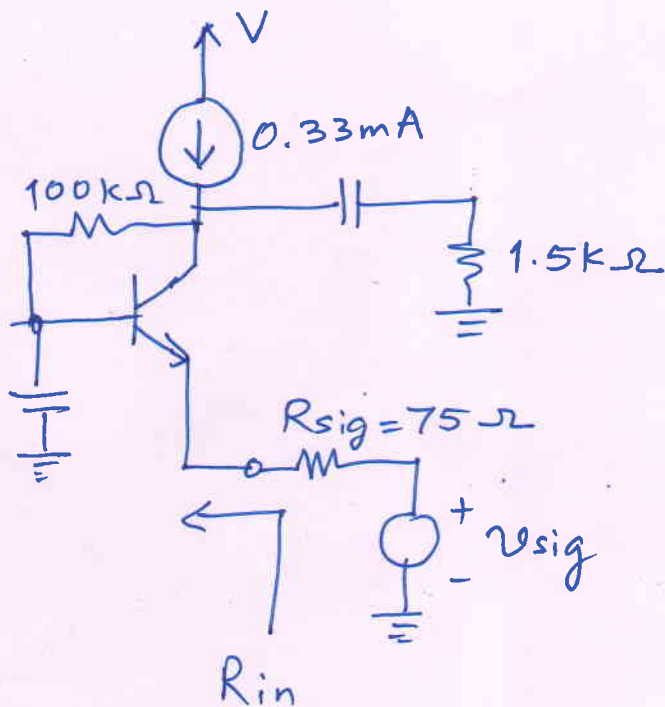 V
0.33mA
100kΩ
1.5kΩ
Rsig=75Ω
+
vsig
-
Rin